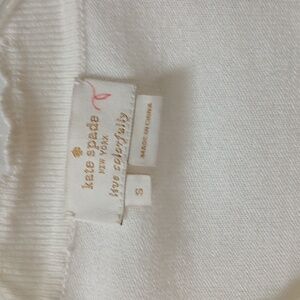 kate spade
NEW YORK
live colorfully
S
MADE IN CHINA